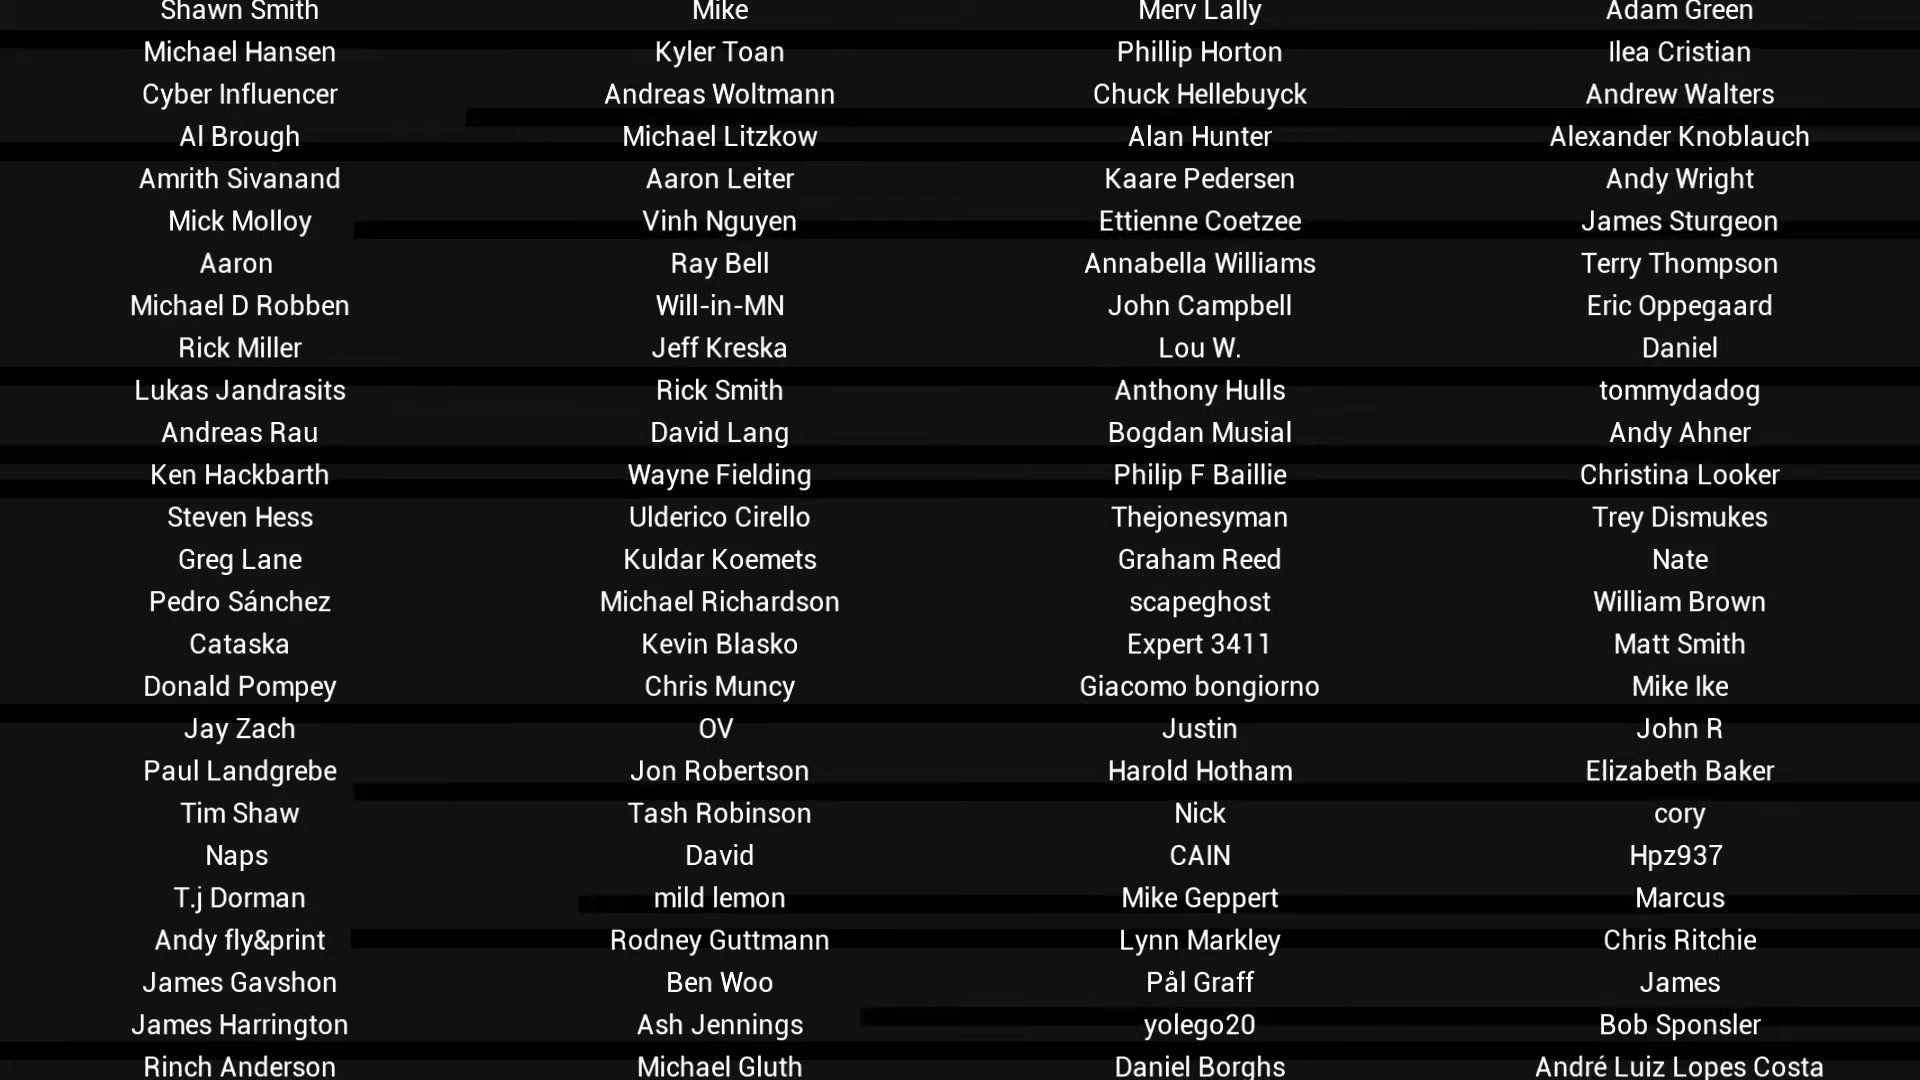 Shawn Smith Mike Merv Lally Adam Green
Michael Hansen Kyler Toan Phillip Horton Ilea Cristian
Cyber Influencer Andreas Woltmann Chuck Hellebuyck Andrew Walters
Al Brough Michael Litzkow Alan Hunter Alexander Knoblauch
Amrith Sivanand Aaron Leiter Kaare Pedersen Andy Wright
Mick Molloy Vinh Nguyen Ettienne Coetzee James Sturgeon
Aaron Ray Bell Annabella Williams Terry Thompson
Michael D Robben Will-in-MN John Campbell Eric Oppegaard
Rick Miller Jeff Kreska Lou W. Daniel
Lukas Jandrasits Rick Smith Anthony Hulls tommydadog
Andreas Rau David Lang Bogdan Musial Andy Ahner
Ken Hackbarth Wayne Fielding Philip F Baillie Christina Looker
Steven Hess Ulderico Cirello Thejonesyman Trey Dismukes
Greg Lane Kuldar Koemets Graham Reed Nate
Pedro Sánchez Michael Richardson scapeghost William Brown
Cataska Kevin Blasko Expert 3411 Matt Smith
Donald Pompey Chris Muncy Giacomo bongiorno Mike Ike
Jay Zach OV Justin John R
Paul Landgrebe Jon Robertson Harold Hotham Elizabeth Baker
Tim Shaw Tash Robinson Nick cory
Naps David CAIN Hpz937
T.j Dorman mild lemon Mike Geppert Marcus
Andy fly&print Rodney Guttmann Lynn Markley Chris Ritchie
James Gavshon Ben Woo Pål Graff James
James Harrington Ash Jennings yolego20 Bob Sponsler
Rinch Anderson Michael Gluth Daniel Borghs André Luiz Lopes Costa